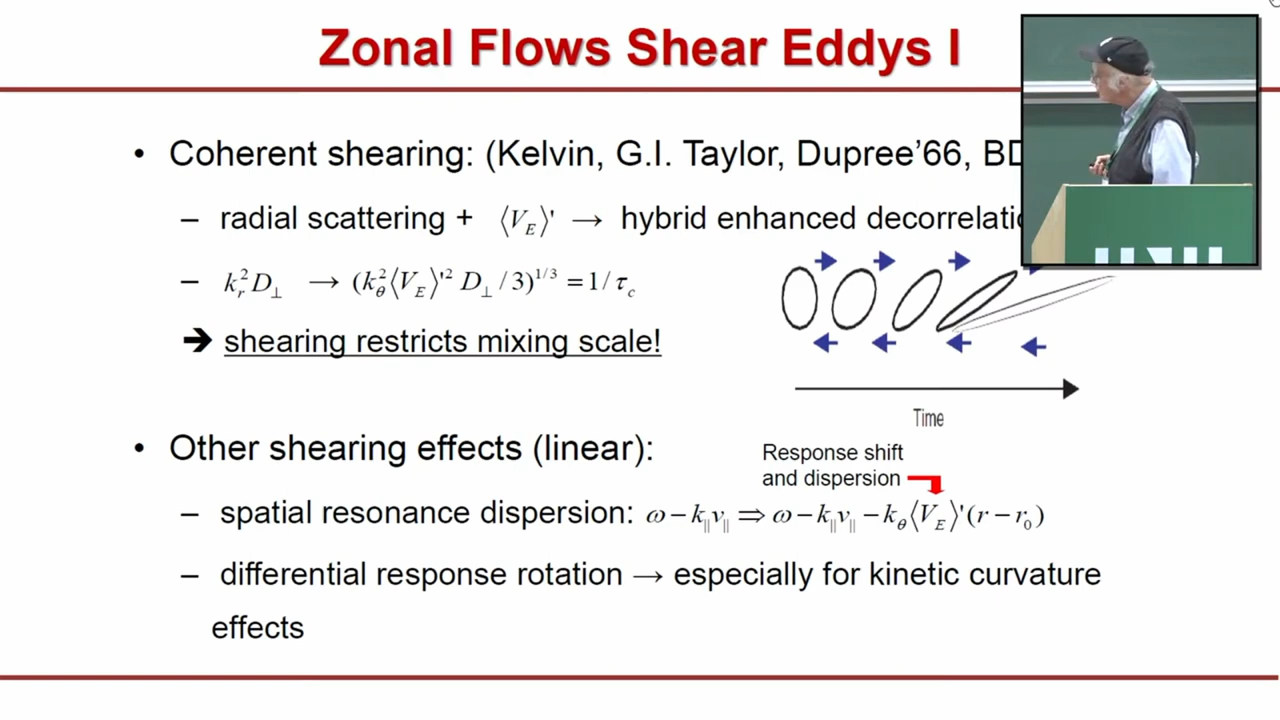 Zonal Flows Shear Eddys I
• Coherent shearing: (Kelvin, G.I. Taylor, Dupree'66, BD
– radial scattering + ⟨V_E⟩' → hybrid enhanced decorrelatio
– k_r^2 D_⊥ → (k_θ^2 ⟨V_E⟩'^2 D_⊥ / 3)^{1/3} = 1/τ_c
➔ shearing restricts mixing scale!
Time
• Other shearing effects (linear):
Response shift
and dispersion
– spatial resonance dispersion: ω − k_∥ v_∥ ⇒ ω − k_∥ v_∥ − k_θ ⟨V_E⟩' (r − r_0)
– differential response rotation → especially for kinetic curvature
effects